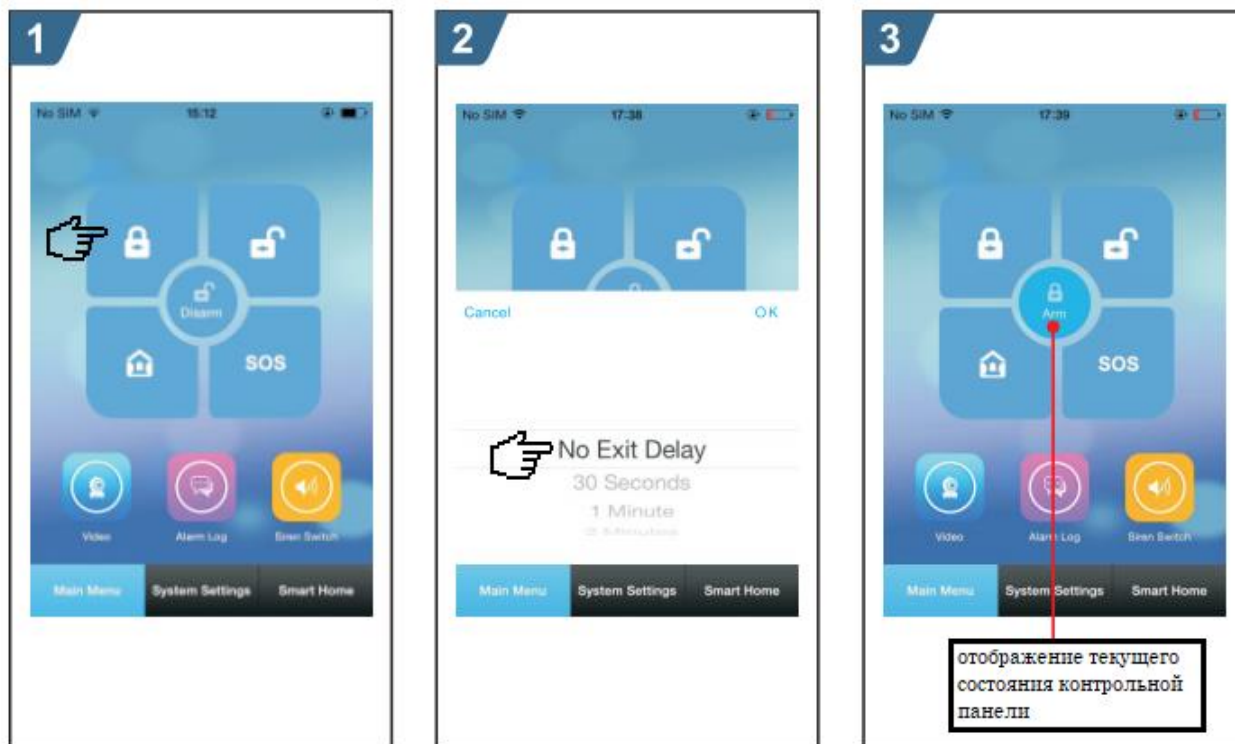 1
No SIM
15:12
Disarm
SOS
Video
Alarm Log
Siren Switch
Main Menu
System Settings
Smart Home
2
No SIM
17:38
Cancel
OK
No Exit Delay
30 Seconds
1 Minute
2 Minutes
Main Menu
System Settings
Smart Home
3
No SIM
17:39
Arm
SOS
Video
Alarm Log
Siren Switch
Main Menu
System Settings
Smart Home
отображение текущего
состояния контрольной
панели